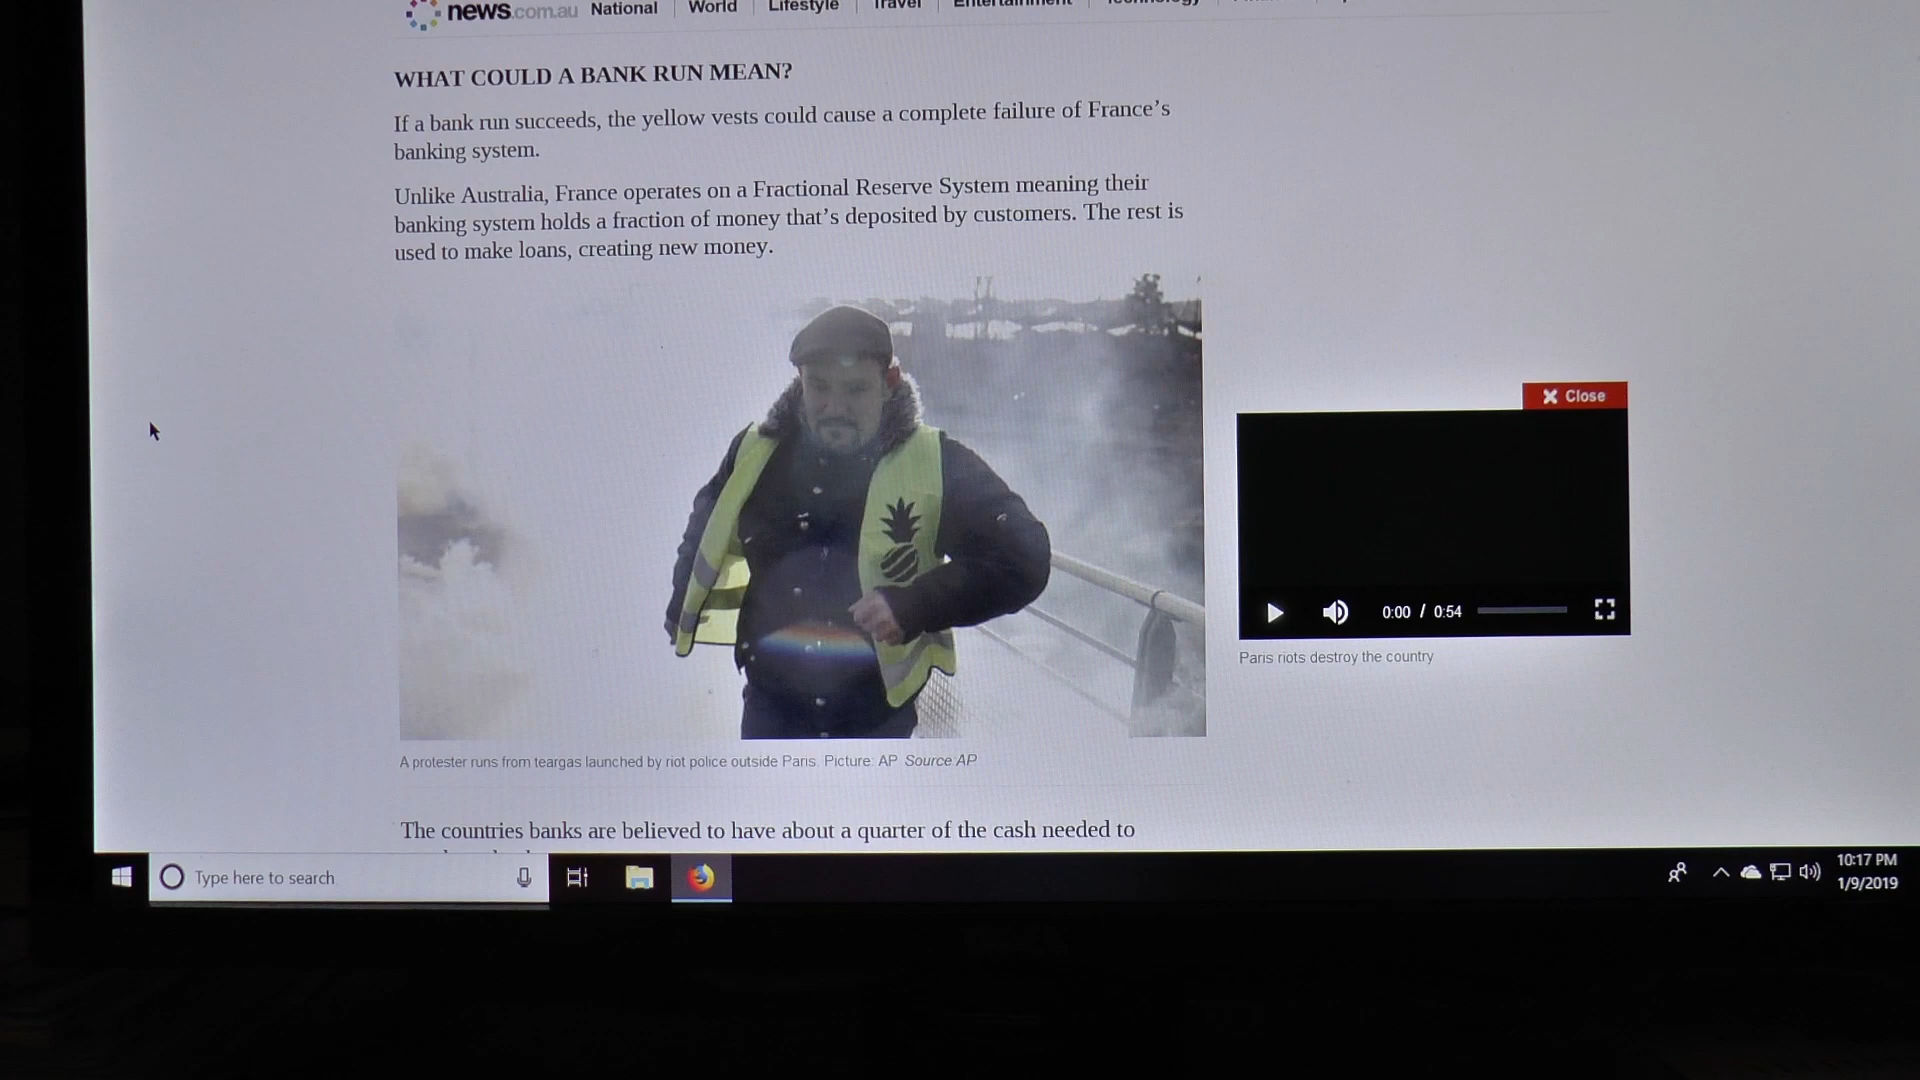 news.com.au National World Lifestyle Travel Entertainment Technology
WHAT COULD A BANK RUN MEAN?
If a bank run succeeds, the yellow vests could cause a complete failure of France’s
banking system.
Unlike Australia, France operates on a Fractional Reserve System meaning their
banking system holds a fraction of money that’s deposited by customers. The rest is
used to make loans, creating new money.
Close
0:00 / 0:54
Paris riots destroy the country
A protester runs from teargas launched by riot police outside Paris. Picture: AP Source:AP
The countries banks are believed to have about a quarter of the cash needed to
Type here to search
10:17 PM
1/9/2019